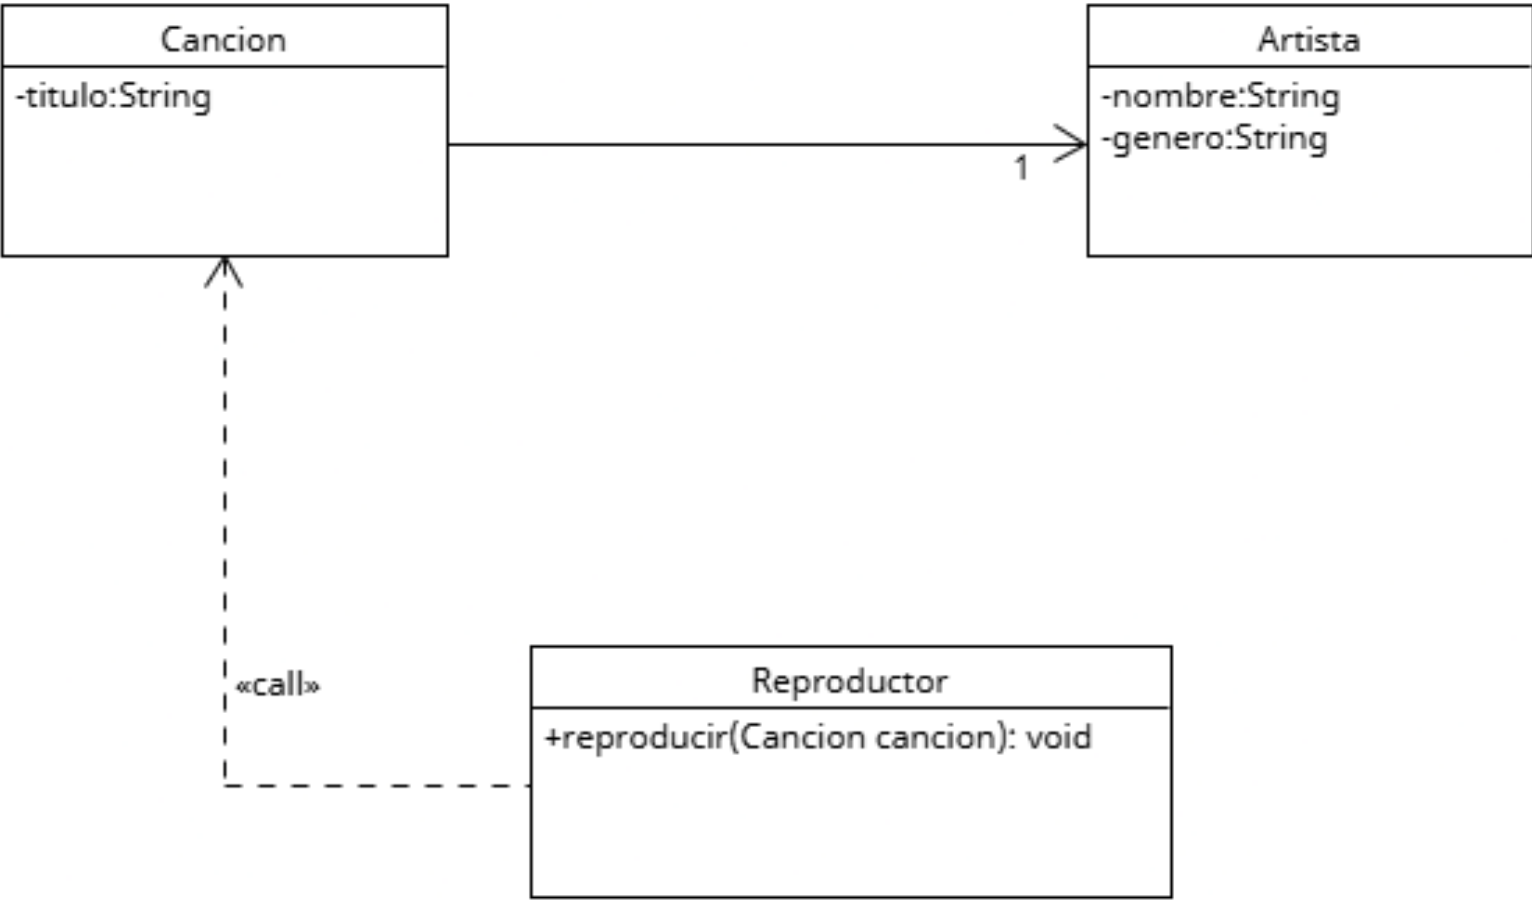 Cancion
-titulo:String
Artista
-nombre:String
-genero:String
1
«call»
Reproductor
+reproducir(Cancion cancion): void